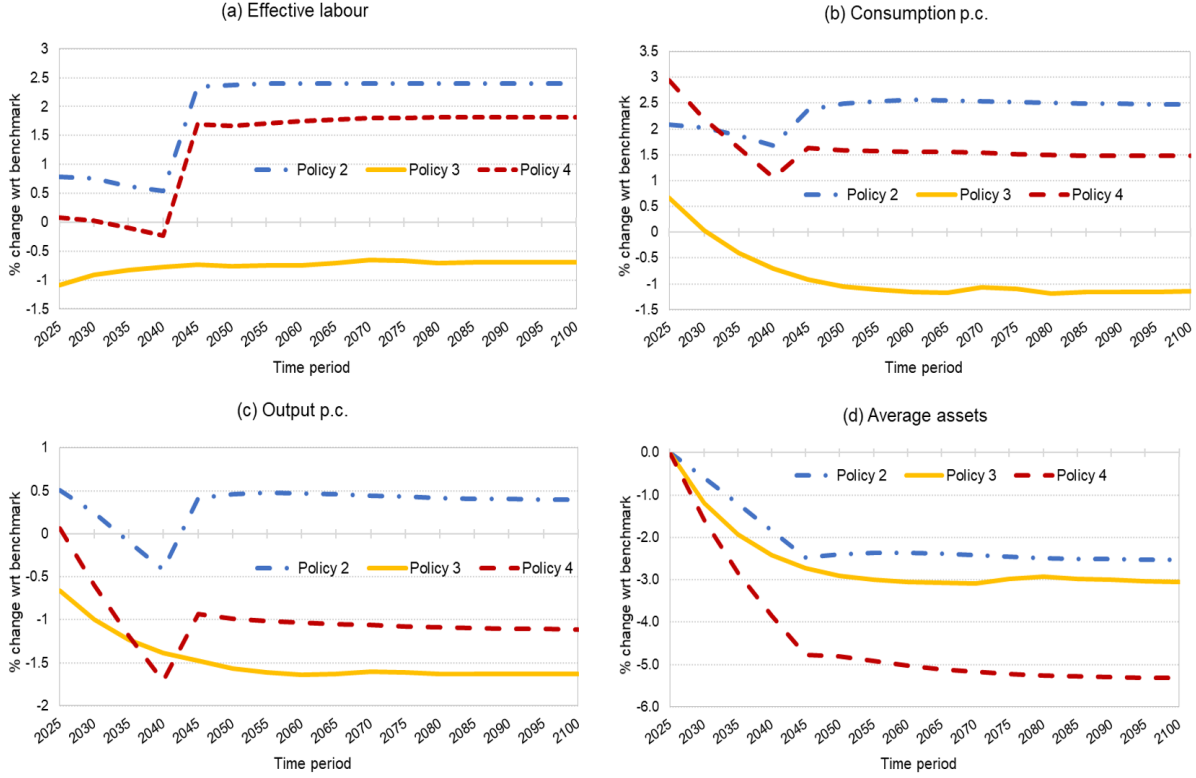 (a) Effective labour
% change wrt benchmark
3
2.5
2
1.5
1
0.5
0
-0.5
-1
-1.5
Policy 2 Policy 3 Policy 4
2025 2030 2035 2040 2045 2050 2055 2060 2065 2070 2075 2080 2085 2090 2095 2100
Time period
(b) Consumption p.c.
% change wrt benchmark
3.5
3
2.5
2
1.5
1
0.5
0
-0.5
-1
-1.5
Policy 2 Policy 3 Policy 4
2025 2030 2035 2040 2045 2050 2055 2060 2065 2070 2075 2080 2085 2090 2095 2100
Time period
(c) Output p.c.
% change wrt benchmark
1
0.5
0
-0.5
-1
-1.5
-2
Policy 2 Policy 3 Policy 4
2025 2030 2035 2040 2045 2050 2055 2060 2065 2070 2075 2080 2085 2090 2095 2100
Time period
(d) Average assets
% change wrt benchmark
0.0
-1.0
-2.0
-3.0
-4.0
-5.0
-6.0
Policy 2 Policy 3 Policy 4
2025 2030 2035 2040 2045 2050 2055 2060 2065 2070 2075 2080 2085 2090 2095 2100
Time period